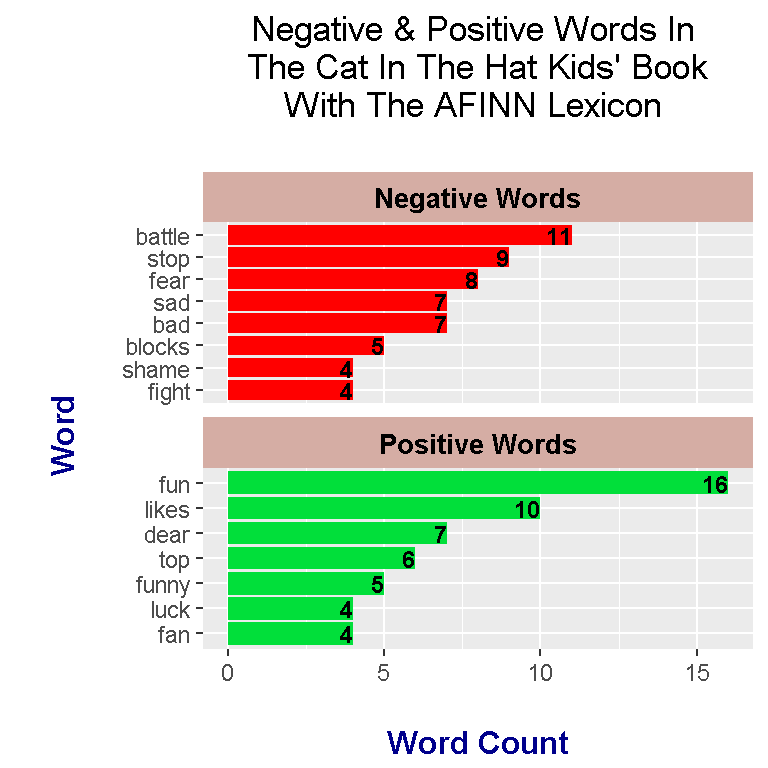 Negative & Positive Words In
The Cat In The Hat Kids' Book
With The AFINN Lexicon
Negative Words
battle 11
stop 9
fear 8
sad 7
bad 7
blocks 5
shame 4
fight 4
Word
Positive Words
fun 16
likes 10
dear 7
top 6
funny 5
luck 4
fan 4
0 5 10 15
Word Count